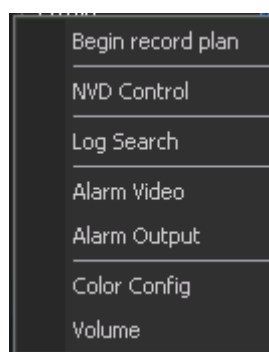 Begin record plan
NVD Control
Log Search
Alarm Video
Alarm Output
Color Config
Volume